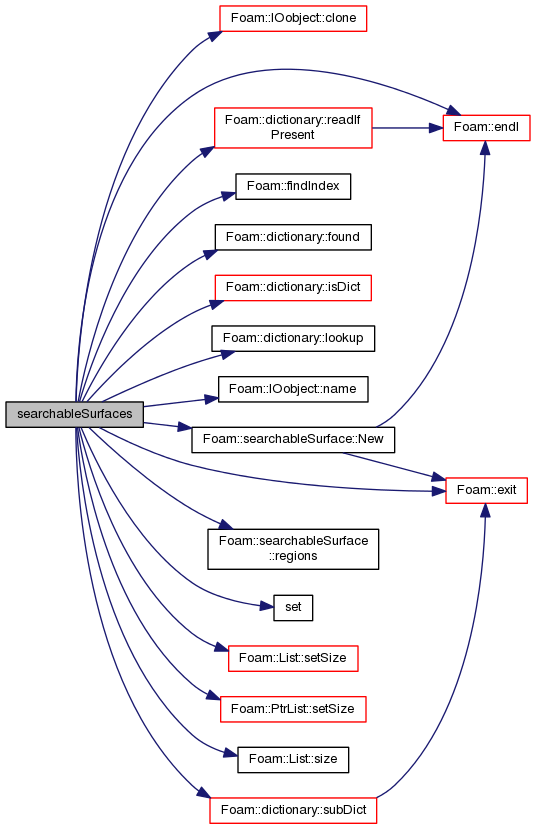 Foam::IOobject::clone
Foam::dictionary::readIf
Present
Foam::endl
Foam::findIndex
Foam::dictionary::found
Foam::dictionary::isDict
Foam::dictionary::lookup
Foam::IOobject::name
searchableSurfaces
Foam::searchableSurface::New
Foam::exit
Foam::searchableSurface
::regions
set
Foam::List::setSize
Foam::PtrList::setSize
Foam::List::size
Foam::dictionary::subDict